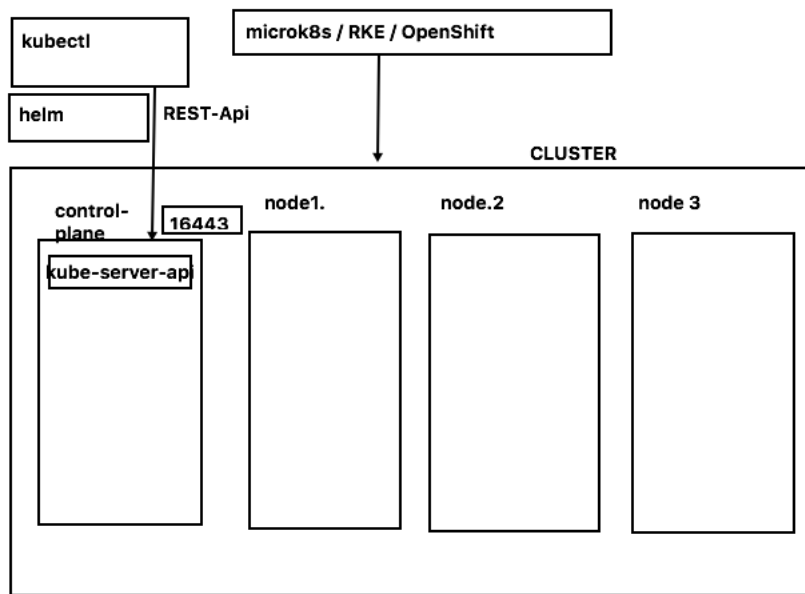 kubectl
microk8s / RKE / OpenShift
helm
REST-Api
CLUSTER
control-
plane
16443
node1.
node.2
node 3
kube-server-api